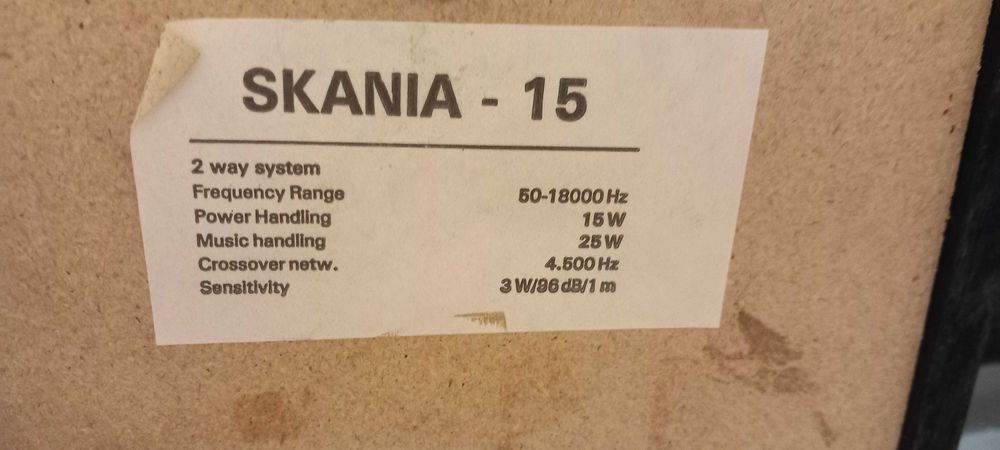 SKANIA - 15
2 way system
Frequency Range 50-18000 Hz
Power Handling 15 W
Music handling 25 W
Crossover netw. 4.500 Hz
Sensitivity 3 W/96 dB/1 m